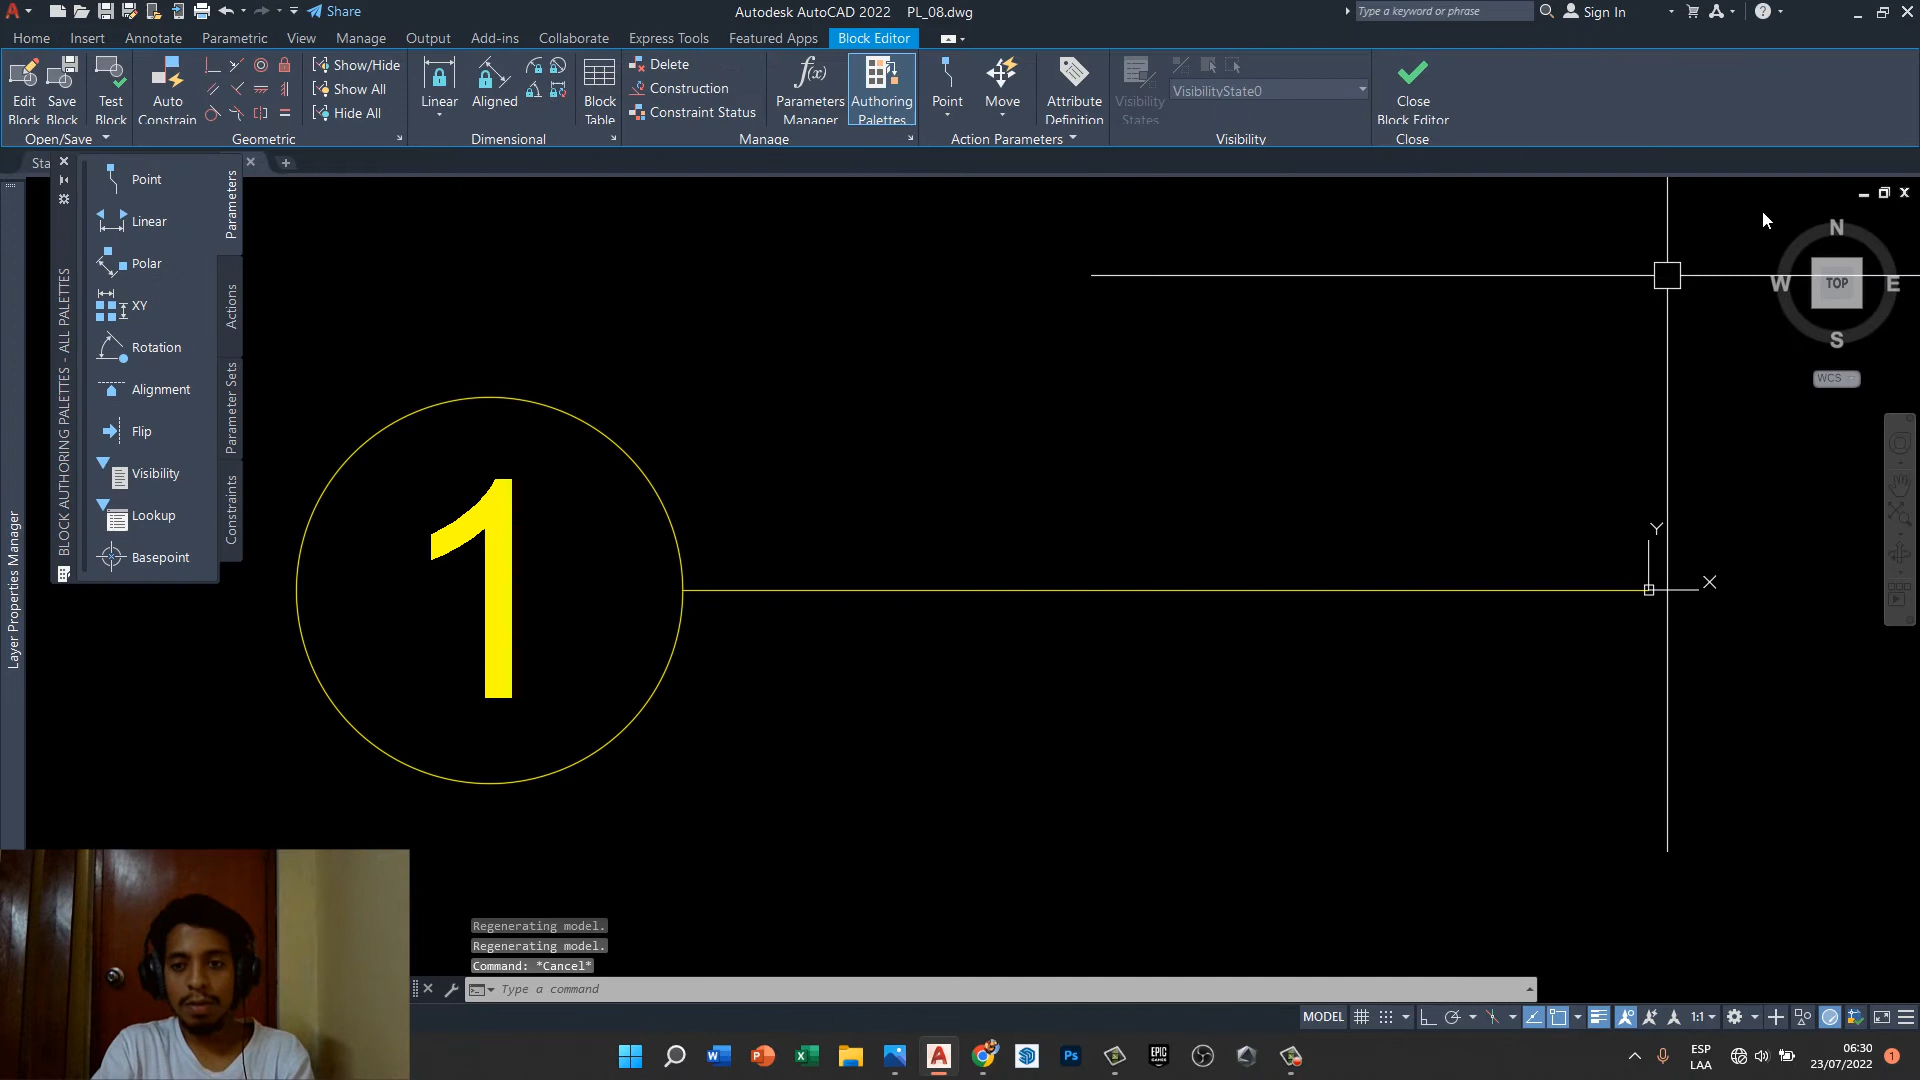 Share
Autodesk AutoCAD 2022 PL_08.dwg
Type a keyword or phrase
Sign In
Home Insert Annotate Parametric View Manage Output Add-ins Collaborate Express Tools Featured Apps Block Editor
Edit Block
Save Block
Test Block
Auto Constrain
Show/Hide
Show All
Hide All
Linear
Aligned
Block Table
Delete
Construction
Constraint Status
Parameters Manager
Authoring Palettes
Point
Move
Attribute Definition
Visibility States
VisibilityState0
Close Block Editor
Open/Save Geometric Dimensional Manage Action Parameters Visibility Close
Sta
Point
Linear
Polar
XY
Rotation
Alignment
Flip
Visibility
Lookup
Basepoint
Parameters
Actions
Parameter Sets
Constraints
BLOCK AUTHORING PALETTES - ALL PALETTES
Layer Properties Manager
1
Y
X
N
W TOP E
S
WCS
Regenerating model.
Regenerating model.
Command: *Cancel*
Type a command
MODEL
1:1
ESP
LAA
06:30
23/07/2022
1
EPIC
GAMES
Ps